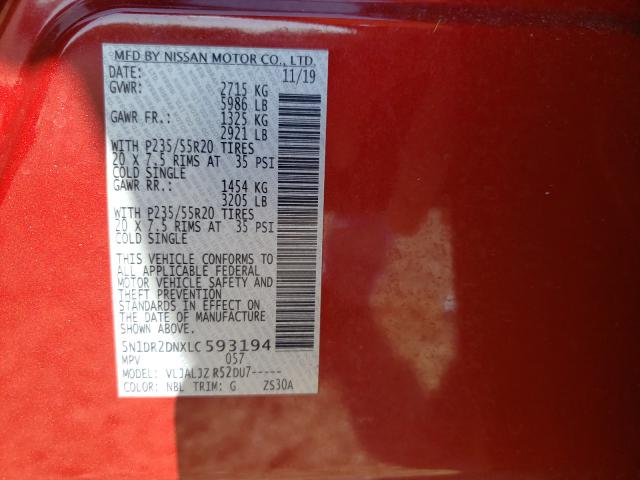 MFD BY NISSAN MOTOR CO., LTD.
DATE: 11/19
GVWR: 2715 KG
5986 LB
GAWR FR.: 1325 KG
2921 LB
WITH P235/55R20 TIRES
20 X 7.5 RIMS AT 35 PSI
COLD SINGLE
GAWR RR.: 1454 KG
3205 LB
WITH P235/55R20 TIRES
20 X 7.5 RIMS AT 35 PSI
COLD SINGLE
THIS VEHICLE CONFORMS TO
ALL APPLICABLE FEDERAL
MOTOR VEHICLE SAFETY AND
THEFT PREVENTION
STANDARDS IN EFFECT ON
THE DATE OF MANUFACTURE
SHOWN ABOVE.
5N1DR2DNXLC593194
MPV 057
MODEL: VLJALJZ R52DU7-----
COLOR: NBL TRIM: G ZS30A